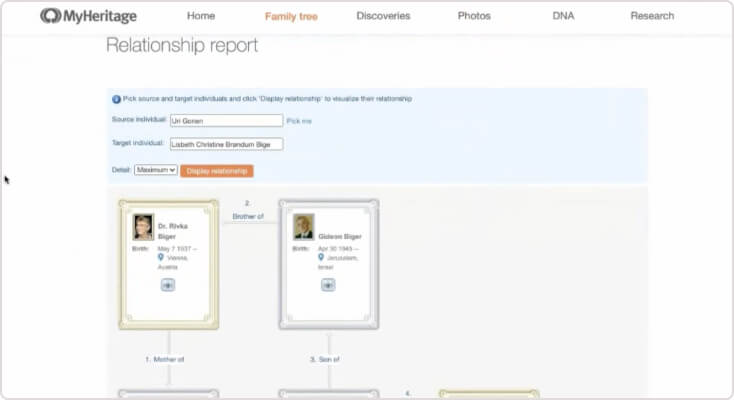 MyHeritage Home Family tree Discoveries Photos DNA Research
Relationship report
Pick source and target individuals and click 'Display relationship' to visualize their relationship
Source individual: Uri Gonen Pick me
Target individual: Lisbeth Christine Brandum Bige
Detail: Maximum Display relationship
2.
Brother of
Dr. Rivka
Biger
Birth: May 7 1937 –
Vienna,
Austria
Gideon Biger
Birth: Apr 30 1945 –
Jerusalem,
Israel
1. Mother of
3. Son of
4.